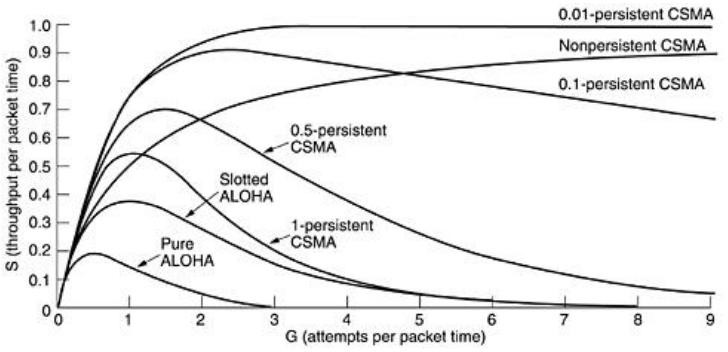 0.01-persistent CSMA
Nonpersistent CSMA
0.1-persistent CSMA
0.5-persistent
CSMA
Slotted
ALOHA
1-persistent
CSMA
Pure
ALOHA
S (throughput per packet time)
1.0
0.9
0.8
0.7
0.6
0.5
0.4
0.3
0.2
0.1
0
0 1 2 3 4 5 6 7 8 9
G (attempts per packet time)